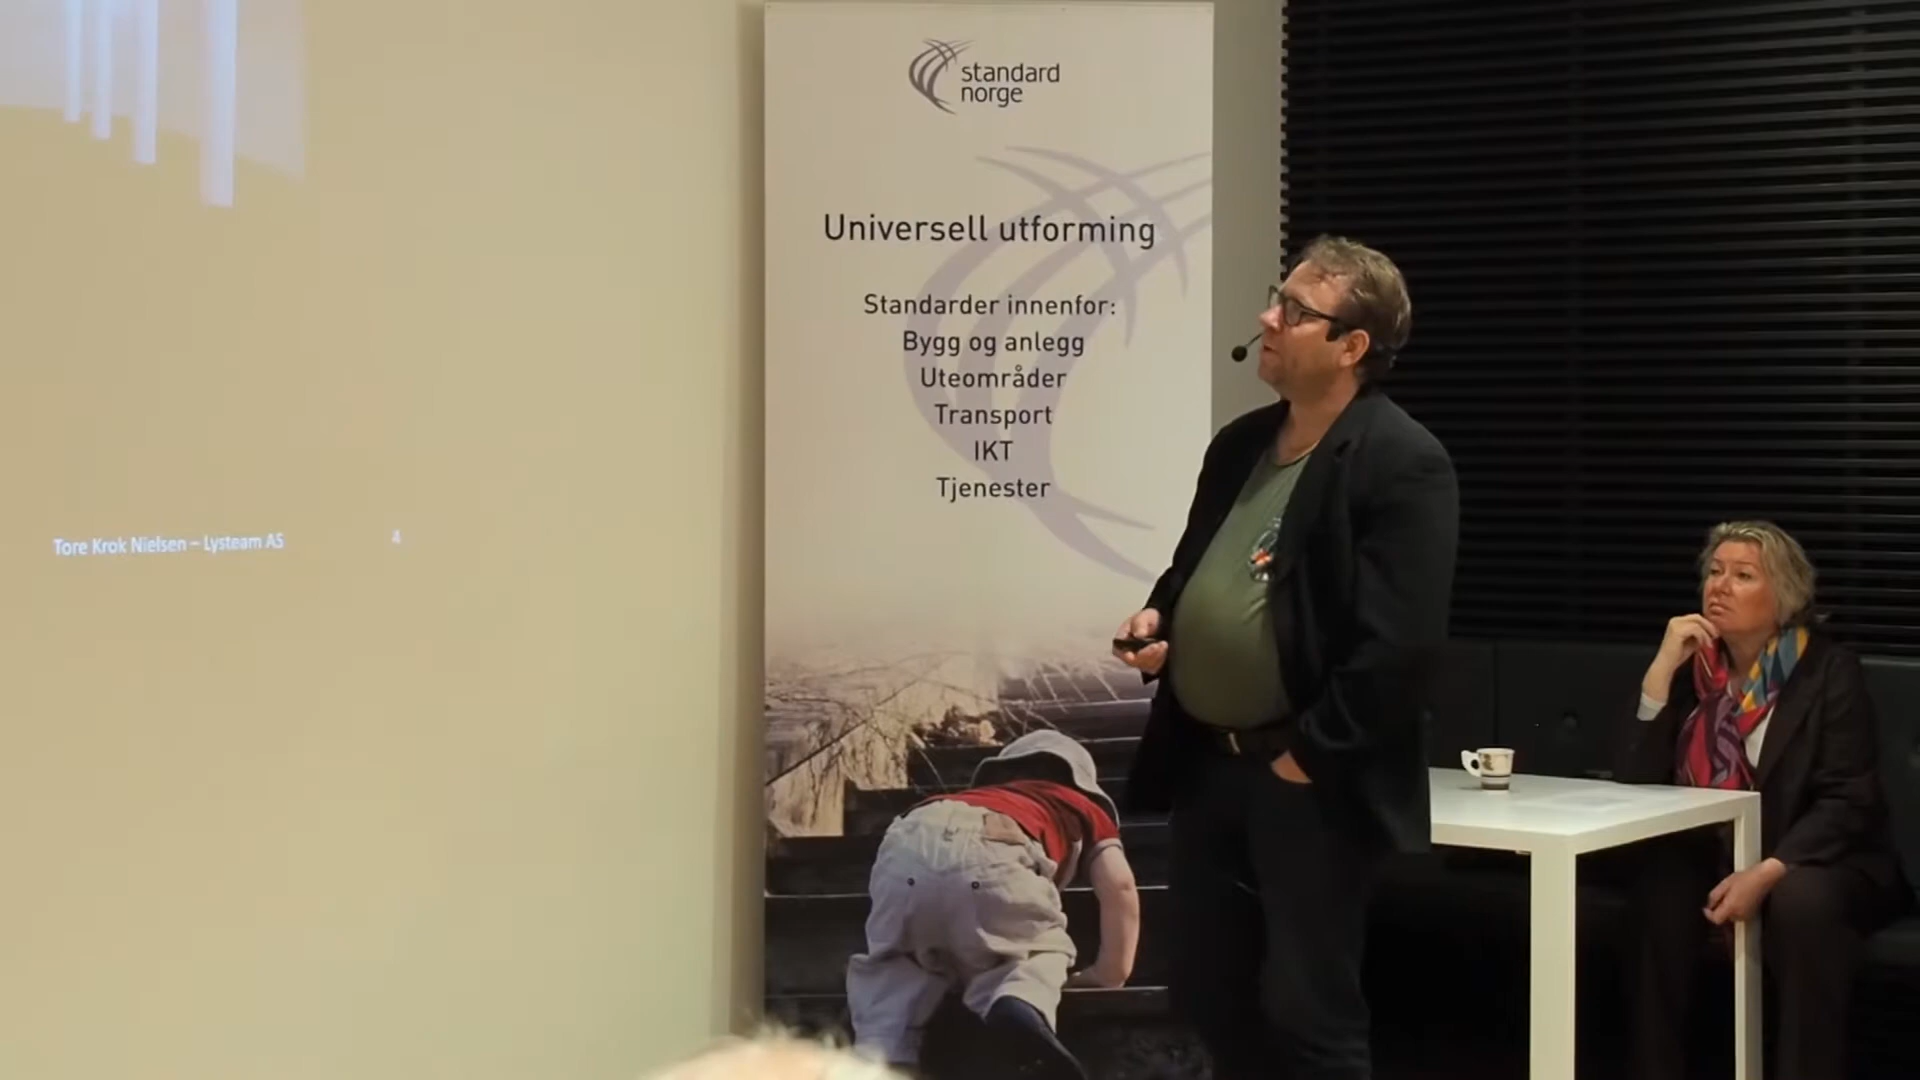 standard
norge
Universell utforming
Standarder innenfor:
Bygg og anlegg
Uteområder
Transport
IKT
Tjenester
Tore Krok Nielsen – Lysteam AS 4